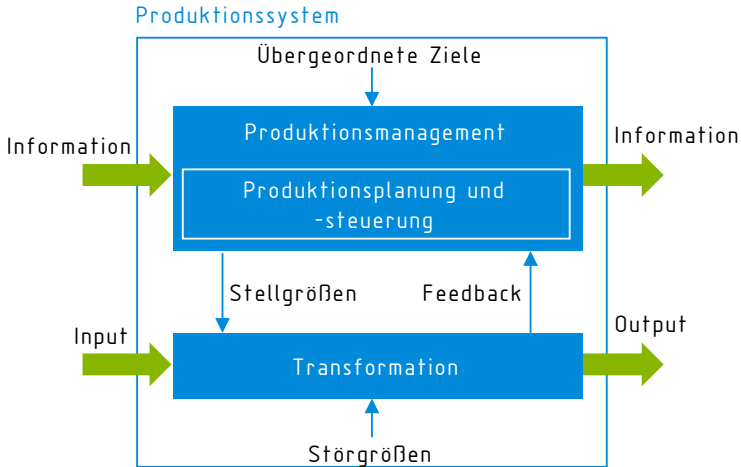 Produktionssystem
Übergeordnete Ziele
Produktionsmanagement
Information
Information
Produktionsplanung und
-steuerung
Stellgrößen
Feedback
Input
Output
Transformation
Störgrößen